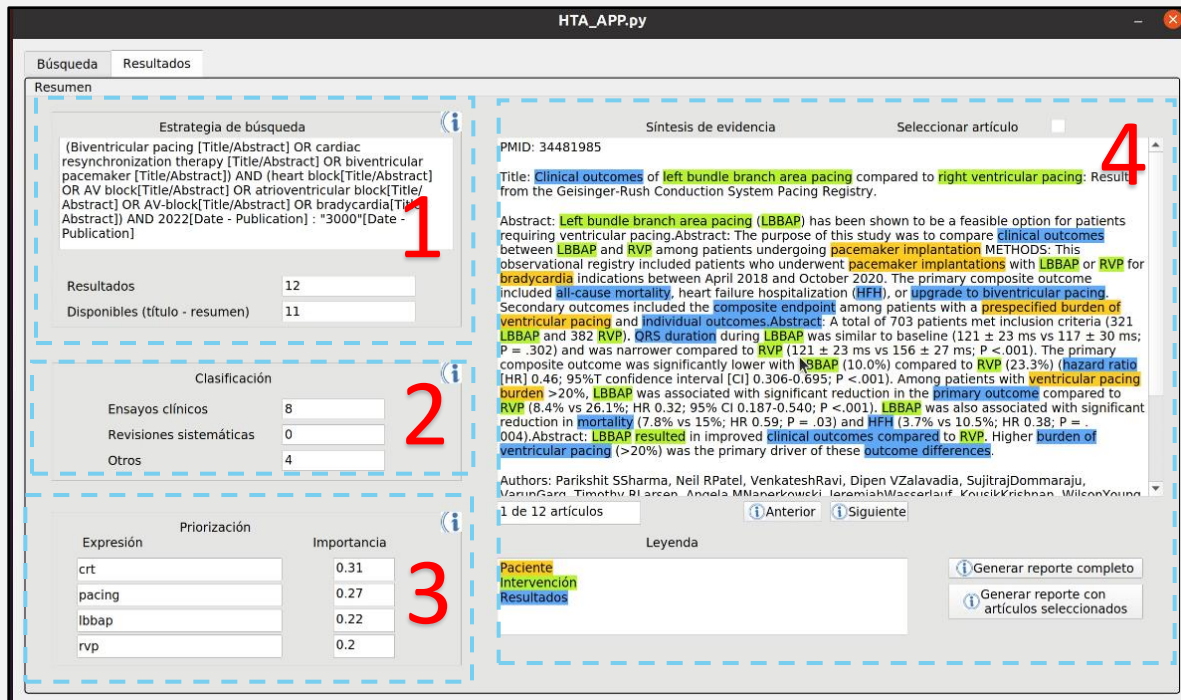 HTA_APP.py
Búsqueda
Resultados
Resumen
Estrategia de búsqueda
(Biventricular pacing [Title/Abstract] OR cardiac
resynchronization therapy [Title/Abstract] OR biventricular
pacemaker [Title/Abstract]) AND (heart block[Title/Abstract]
OR AV block[Title/Abstract] OR atrioventricular block[Title/
Abstract] OR AV-block[Title/Abstract] OR bradycardia[Title
Abstract]) AND 2022[Date - Publication] : "3000"[Date -
Publication]
1
Resultados 12
Disponibles (título - resumen) 11
Clasificación
Ensayos clínicos 8
Revisiones sistemáticas 0
Otros 4
2
Priorización
Expresión Importancia
crt 0.31
pacing 0.27
lbbap 0.22
rvp 0.2
3
Síntesis de evidencia Seleccionar artículo
4
PMID: 34481985
Title: Clinical outcomes of left bundle branch area pacing compared to right ventricular pacing: Result
from the Geisinger-Rush Conduction System Pacing Registry.
Abstract: Left bundle branch area pacing (LBBAP) has been shown to be a feasible option for patients
requiring ventricular pacing.Abstract: The purpose of this study was to compare clinical outcomes
between LBBAP and RVP among patients undergoing pacemaker implantation METHODS: This
observational registry included patients who underwent pacemaker implantations with LBBAP or RVP for
bradycardia indications between April 2018 and October 2020. The primary composite outcome
included all-cause mortality, heart failure hospitalization (HFH), or upgrade to biventricular pacing.
Secondary outcomes included the composite endpoint among patients with a prespecified burden of
ventricular pacing and individual outcomes.Abstract: A total of 703 patients met inclusion criteria (321
LBBAP and 382 RVP). QRS duration during LBBAP was similar to baseline (121 ± 23 ms vs 117 ± 30 ms;
P = .302) and was narrower compared to RVP (121 ± 23 ms vs 156 ± 27 ms; P <.001). The primary
composite outcome was significantly lower with LBBAP (10.0%) compared to RVP (23.3%) (hazard ratio
[HR] 0.46; 95%T confidence interval [CI] 0.306-0.695; P <.001). Among patients with ventricular pacing
burden >20%, LBBAP was associated with significant reduction in the primary outcome compared to
RVP (8.4% vs 26.1%; HR 0.32; 95% CI 0.187-0.540; P <.001). LBBAP was also associated with significant
reduction in mortality (7.8% vs 15%; HR 0.59; P = .03) and HFH (3.7% vs 10.5%; HR 0.38; P = .
004).Abstract: LBBAP resulted in improved clinical outcomes compared to RVP. Higher burden of
ventricular pacing (>20%) was the primary driver of these outcome differences.
Authors: Parikshit SSharma, Neil RPatel, VenkateshRavi, Dipen VZalavadia, SujitrajDommaraju,
VarunGarg, Timothy RLarsen, Angela MNaperkowski, JeremiahWasserlauf, KousikKrishnan, WilsonYoung,
1 de 12 artículos
Anterior
Siguiente
Leyenda
Paciente
Intervención
Resultados
Generar reporte completo
Generar reporte con
artículos seleccionados